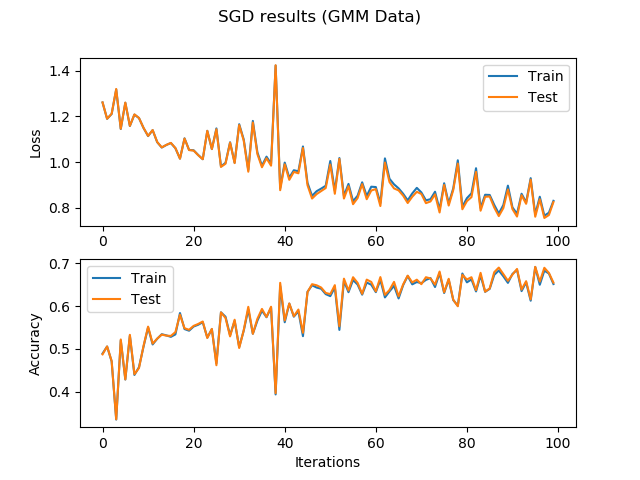 SGD results (GMM Data)
1.4
1.2
1.0
0.8
Loss
Train
Test
0 20 40 60 80 100
0.7
0.6
0.5
0.4
Accuracy
Train
Test
0 20 40 60 80 100
Iterations